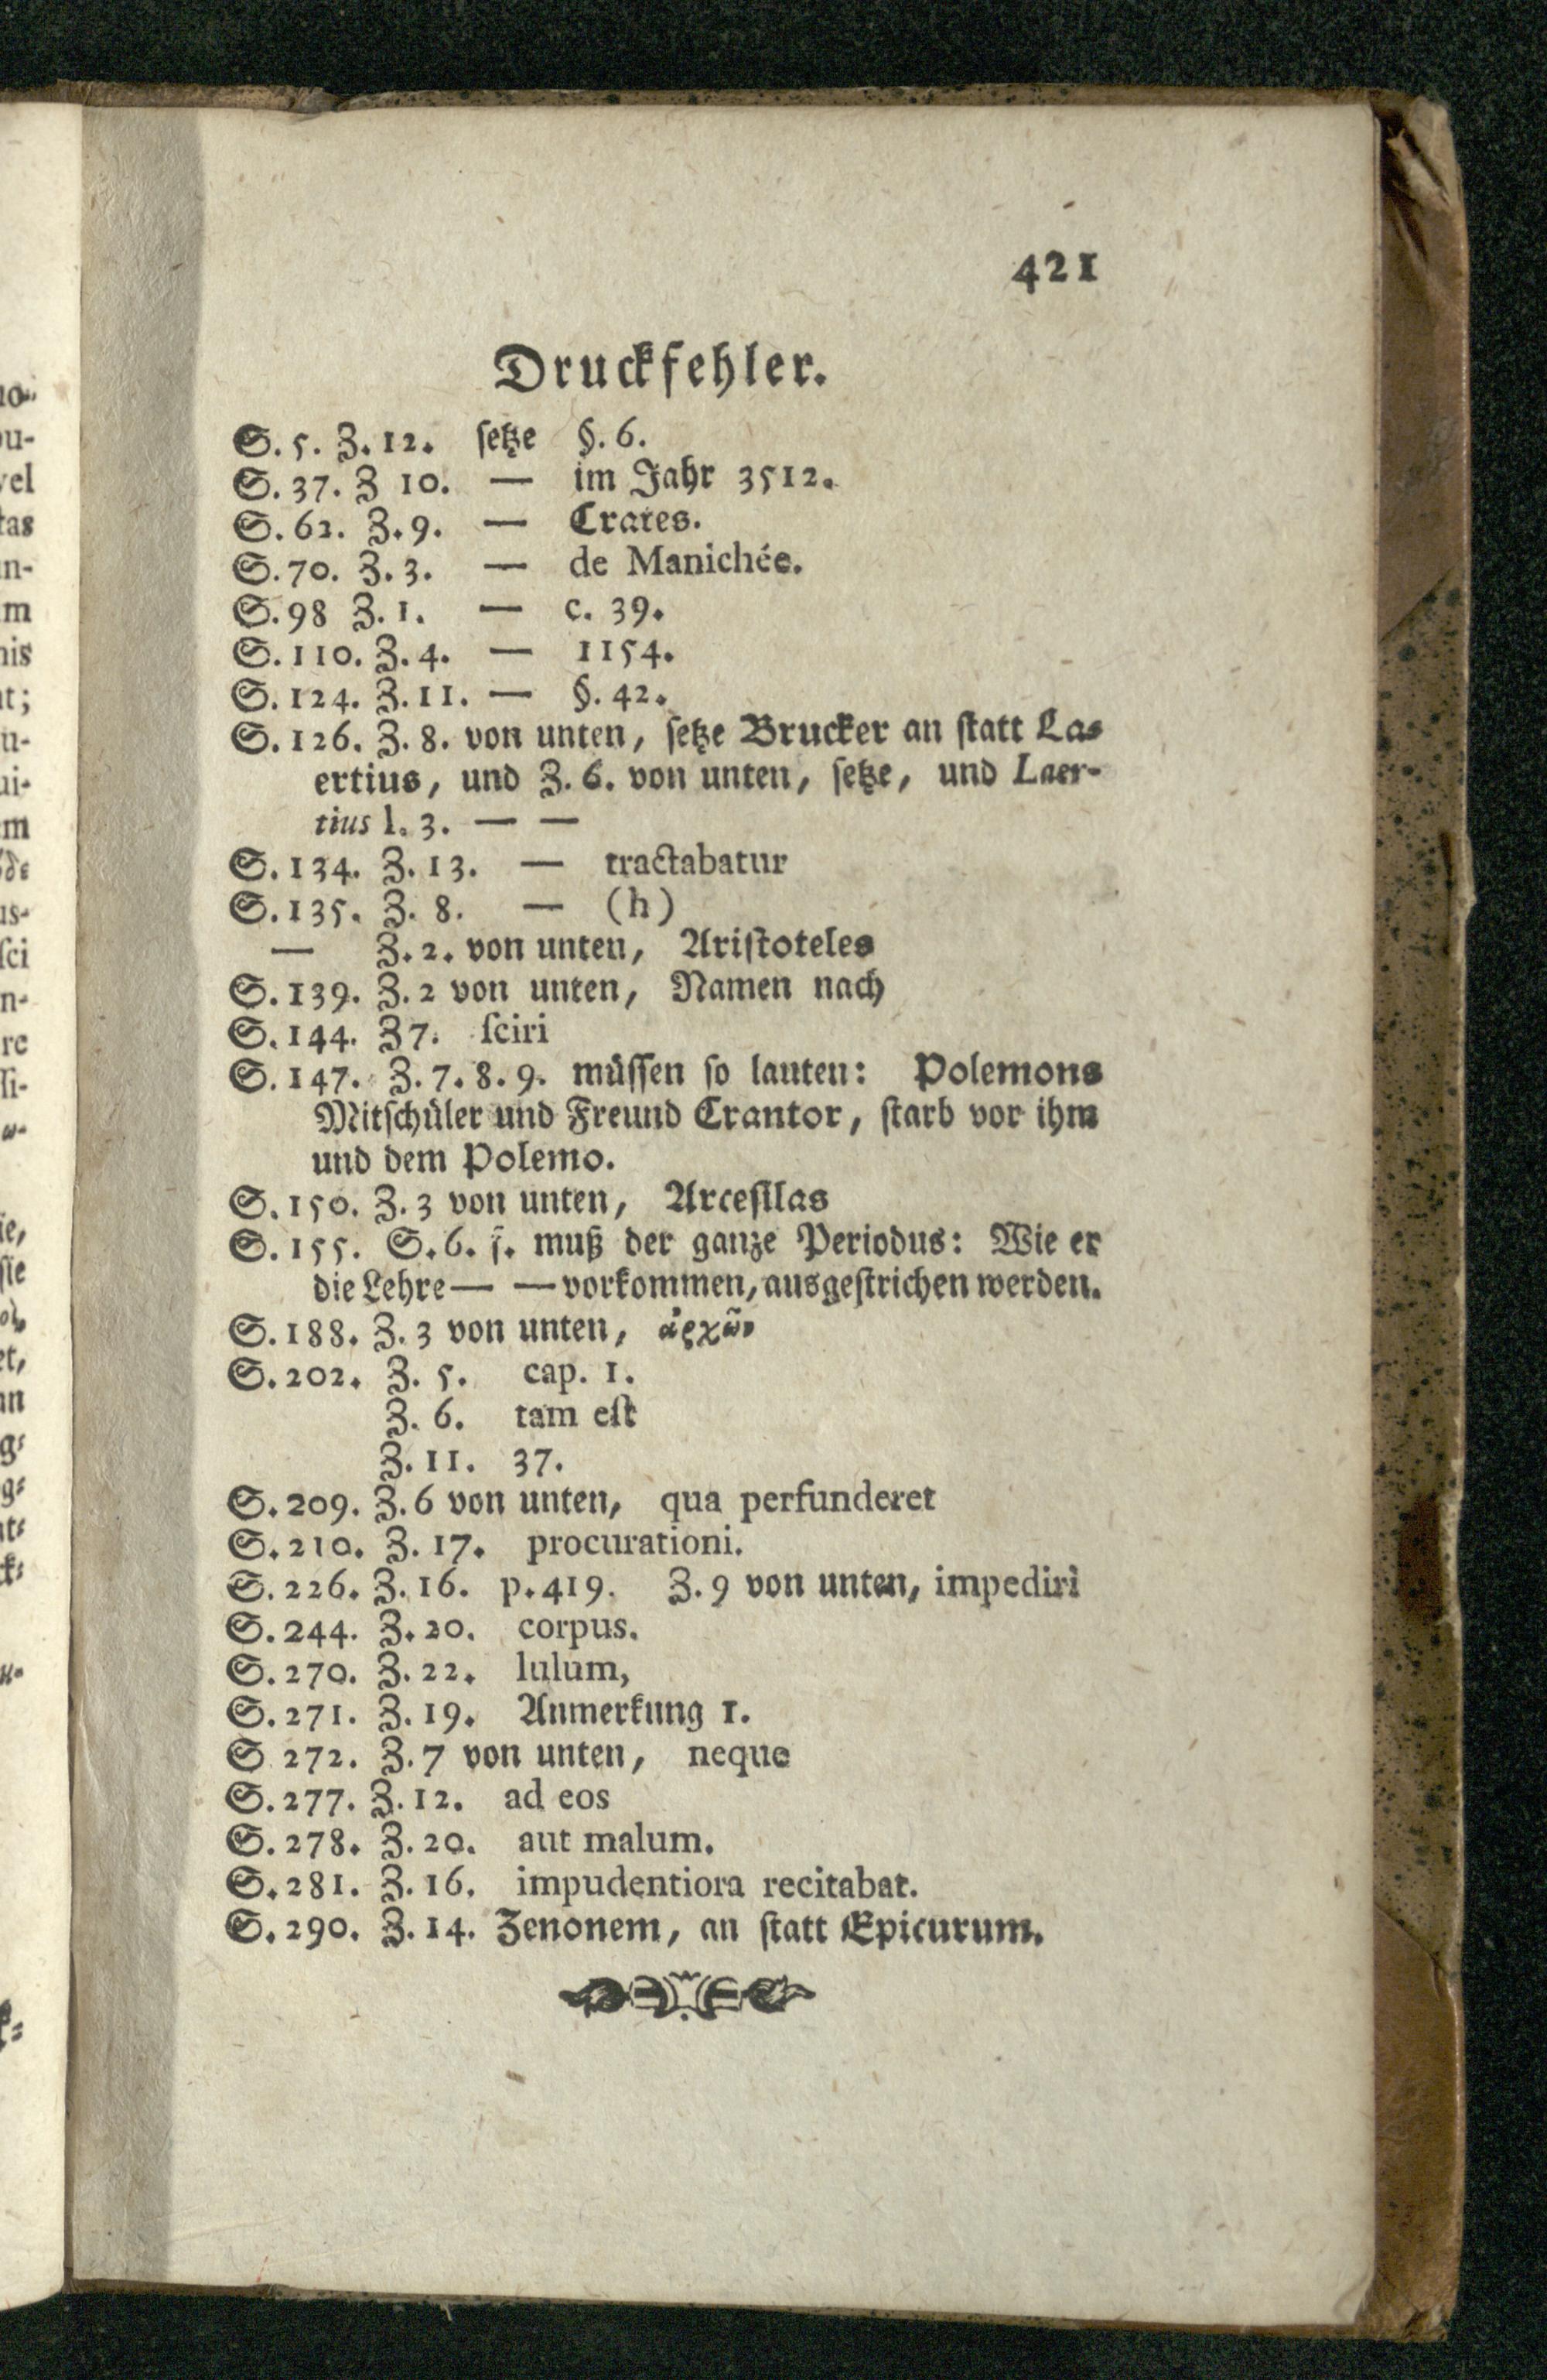 421
Druckfehler.
S. 5. Z. 12. ſetze §. 6.
S. 37. Z 10. — im Jahr 3512.
S. 62. Z. 9. — Crates.
S. 70. Z. 3. — de Manichée.
S. 98 Z. 1. — c. 39.
S. 110. Z. 4. — 1154.
S. 124. Z. 11. — §. 42.
S. 126. Z. 8. von unten, ſetze Brucker an ſtatt La-
ertius, und Z. 6. von unten, ſetze, und Laer-
tius l. 3. — —
S. 134. Z. 13. — tractabatur
S. 135. Z. 8. — (h)
— Z. 2. von unten, Ariſtoteles
S. 139. Z. 2 von unten, Namen nach
S. 144. Z 7. ſciri
S. 147. Z. 7. 8. 9. müſſen ſo lauten: Polemons
Mitſchüler und Freund Crantor, ſtarb vor ihm
und dem Polemo.
S. 150. Z. 3 von unten, Arceſilas
S. 155. S. 6. ſ. muß der ganze Periodus: Wie er
die Lehre — — vorkommen, ausgeſtrichen werden.
S. 188. Z. 3 von unten, ἀρχῶν
S. 202. Z. 5. cap. 1.
Z. 6. tam eſt
Z. 11. 37.
S. 209. Z. 6 von unten, qua perfunderet
S. 210. Z. 17. procurationi.
S. 226. Z. 16. p. 419. Z. 9 von unten, impediri
S. 244. Z. 20. corpus.
S. 270. Z. 22. lulum,
S. 271. Z. 19. Anmerkung 1.
S 272. Z. 7 von unten, neque
S. 277. Z. 12. ad eos
S. 278. Z. 20. aut malum.
S. 281. Z. 16. impudentiora recitabat.
S. 290. Z. 14. Zenonem, an ſtatt Epicurum.